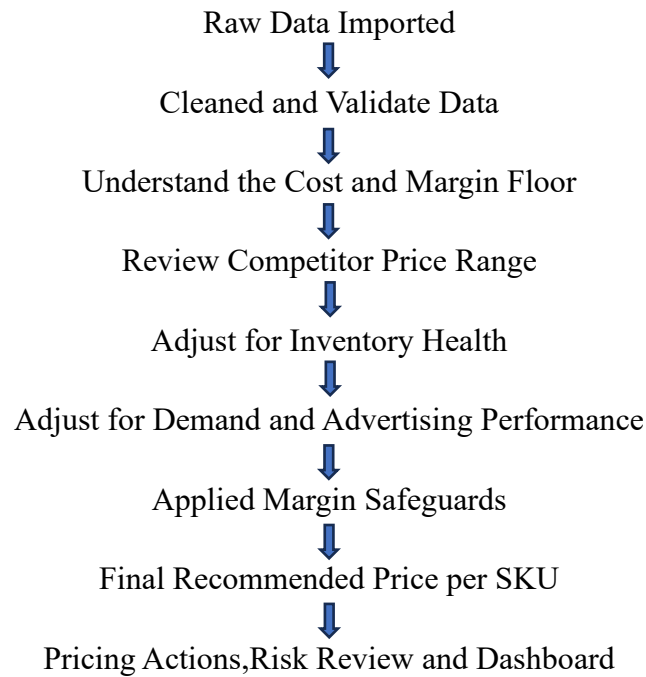 Raw Data Imported
Cleaned and Validate Data
Understand the Cost and Margin Floor
Review Competitor Price Range
Adjust for Inventory Health
Adjust for Demand and Advertising Performance
Applied Margin Safeguards
Final Recommended Price per SKU
Pricing Actions,Risk Review and Dashboard